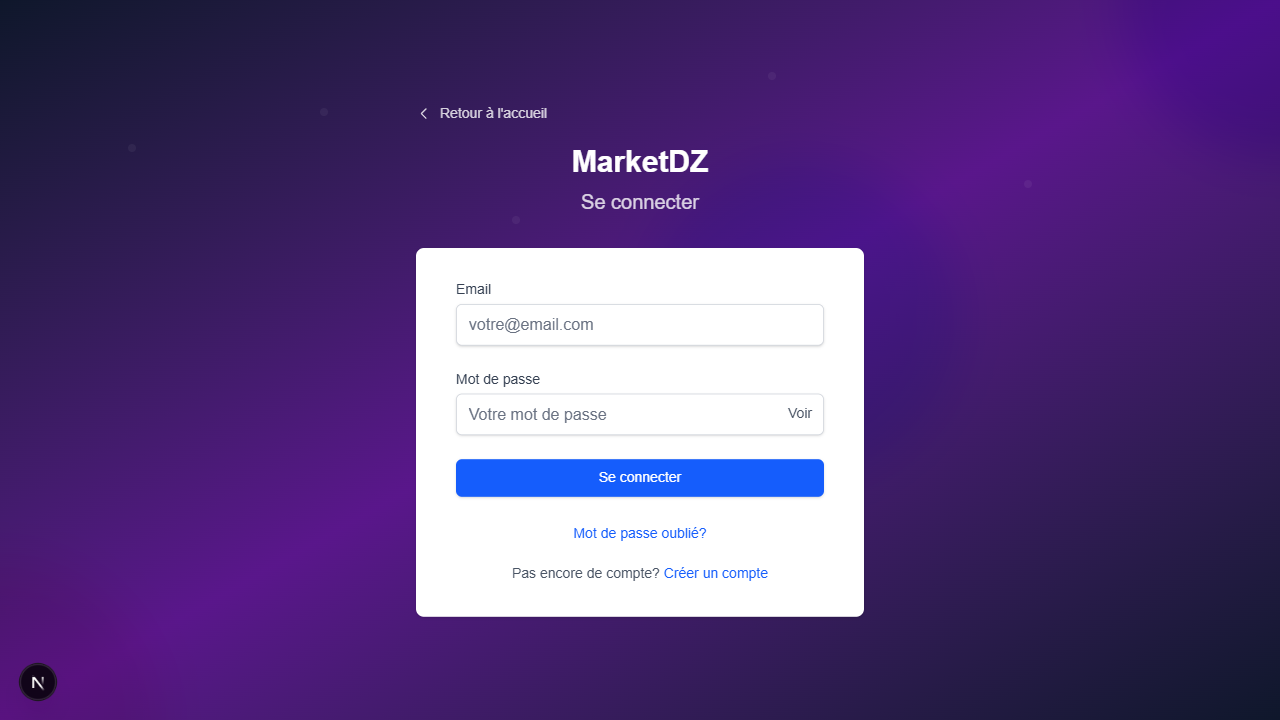 Retour à l'accueil
MarketDZ
Se connecter
Email
votre@email.com
Mot de passe
Votre mot de passe Voir
Se connecter
Mot de passe oublié?
Pas encore de compte? Créer un compte
N